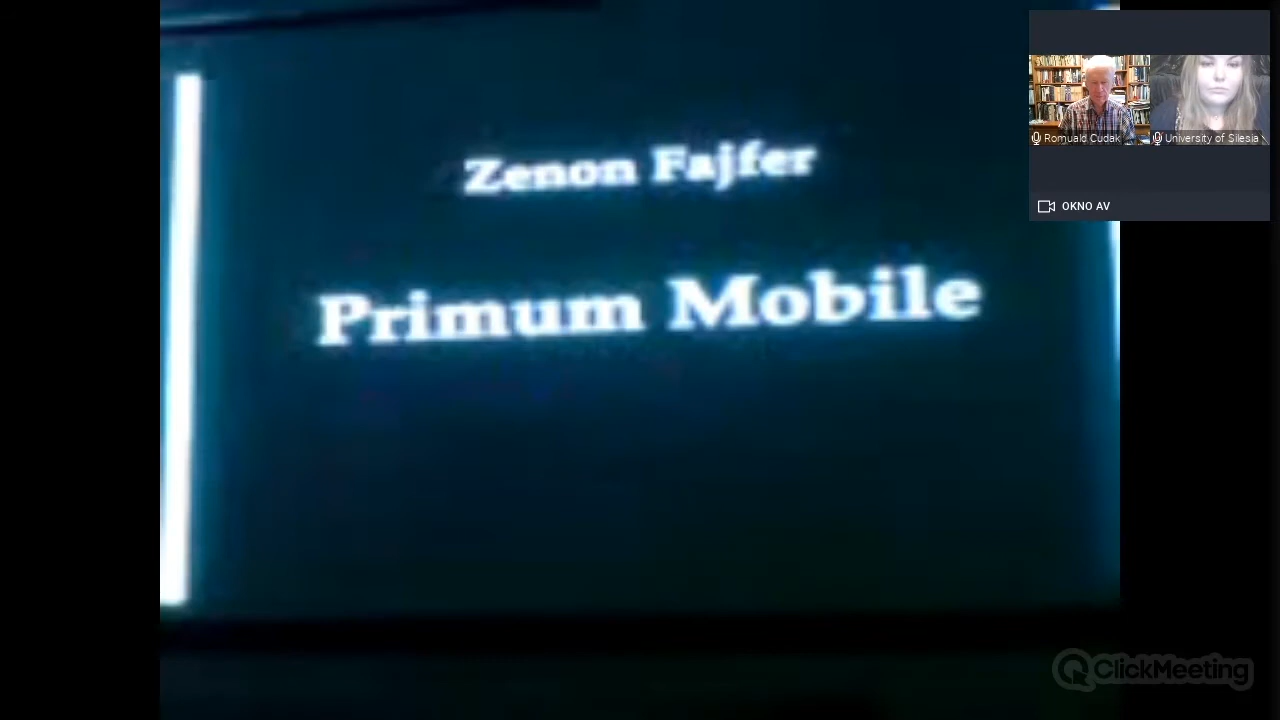 Zenon Fajfer
Primum Mobile
Romuald Cudak
University of Silesia
OKNO AV
ClickMeeting